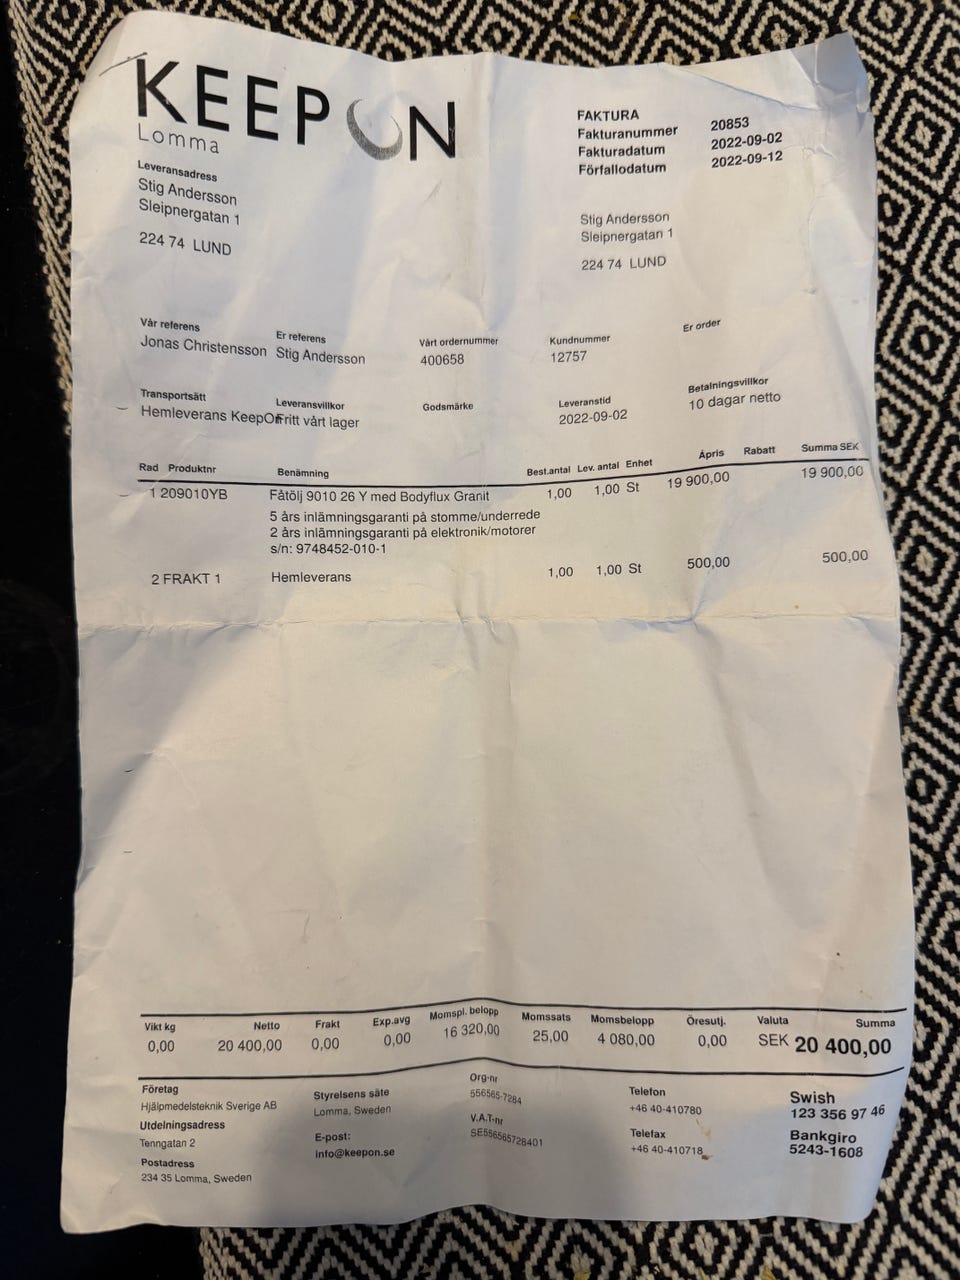 KEEPON
Lomma
FAKTURA
Fakturanummer 20853
Fakturadatum 2022-09-02
Förfallodatum 2022-09-12
Leveransadress
Stig Andersson
Sleipnergatan 1
224 74 LUND
Stig Andersson
Sleipnergatan 1
224 74 LUND
Vår referens Er referens Vårt ordernummer Kundnummer Er order
Jonas Christensson Stig Andersson 400658 12757
Transportsätt Leveransvillkor Godsmärke Leveranstid Betalningsvillkor
Hemleverans KeepOn Fritt vårt lager 2022-09-02 10 dagar netto
Rad Produktnr Benämning Best.antal Lev. antal Enhet Ápris Rabatt Summa SEK
1 209010YB Fåtölj 9010 26 Y med Bodyflux Granit 1,00 1,00 St 19 900,00 19 900,00
5 års inlämningsgaranti på stomme/underrede
2 års inlämningsgaranti på elektronik/motorer
s/n: 9748452-010-1
2 FRAKT 1 Hemleverans 1,00 1,00 St 500,00 500,00
Vikt kg Netto Frakt Exp.avg Momspl. belopp Momssats Momsbelopp Öresutj. Valuta Summa
0,00 20 400,00 0,00 0,00 16 320,00 25,00 4 080,00 0,00 SEK 20 400,00
Företag
Hjälpmedelsteknik Sverige AB
Utdelningsadress
Tenngatan 2
Postadress
234 35 Lomma, Sweden
Styrelsens säte
Lomma, Sweden
E-post:
info@keepon.se
Org-nr
556565-7284
V.A.T-nr
SE556565728401
Telefon
+46 40-410780
Telefax
+46 40-410718
Swish
123 356 97 46
Bankgiro
5243-1608